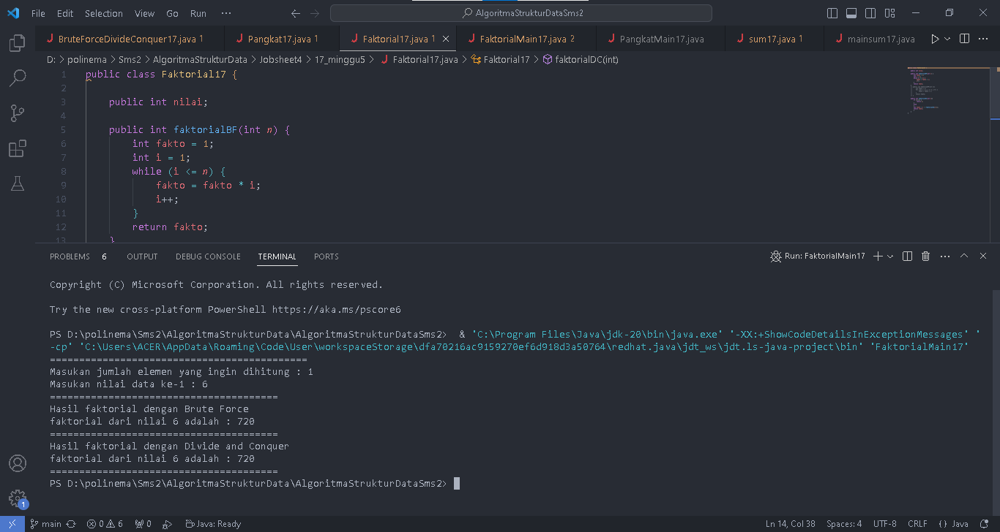 File Edit Selection View Go Run ··· AlgoritmaStrukturDataSms2
BruteForceDivideConquer17.java 1 Pangkat17.java 1 Faktorial17.java 1 FaktorialMain17.java 2 PangkatMain17.java sum17.java 1 mainsum17.java
D: > polinema > Sms2 > AlgoritmaStrukturData > Jobsheet4 > 17_minggu5 > Faktorial17.java > Faktorial17 > faktorialDC(int)
1 public class Faktorial17 {
2
3 public int nilai;
4
5 public int faktorialBF(int n) {
6 int fakto = 1;
7 int i = 1;
8 while (i <= n) {
9 fakto = fakto * i;
10 i++;
11 }
12 return fakto;
13 }
PROBLEMS 6 OUTPUT DEBUG CONSOLE TERMINAL PORTS Run: FaktorialMain17
Copyright (C) Microsoft Corporation. All rights reserved.
Try the new cross-platform PowerShell https://aka.ms/pscore6
PS D:\polinema\Sms2\AlgoritmaStrukturData\AlgoritmaStrukturDataSms2>  & 'C:\Program Files\Java\jdk-20\bin\java.exe' '-XX:+ShowCodeDetailsInExceptionMessages' '
-cp' 'C:\Users\ACER\AppData\Roaming\Code\User\workspaceStorage\dfa70216ac9159270ef6d918d3a50764\redhat.java\jdt_ws\jdt.ls-java-project\bin' 'FaktorialMain17'
============================================
Masukan jumlah elemen yang ingin dihitung : 1
Masukan nilai data ke-1 : 6
=======================================
Hasil faktorial dengan Brute Force
faktorial dari nilai 6 adalah : 720
=======================================
Hasil faktorial dengan Divide and Conquer
faktorial dari nilai 6 adalah : 720
=======================================
PS D:\polinema\Sms2\AlgoritmaStrukturData\AlgoritmaStrukturDataSms2>
1
main 0 6 0 Java: Ready Ln 14, Col 38 Spaces: 4 UTF-8 CRLF {} Java